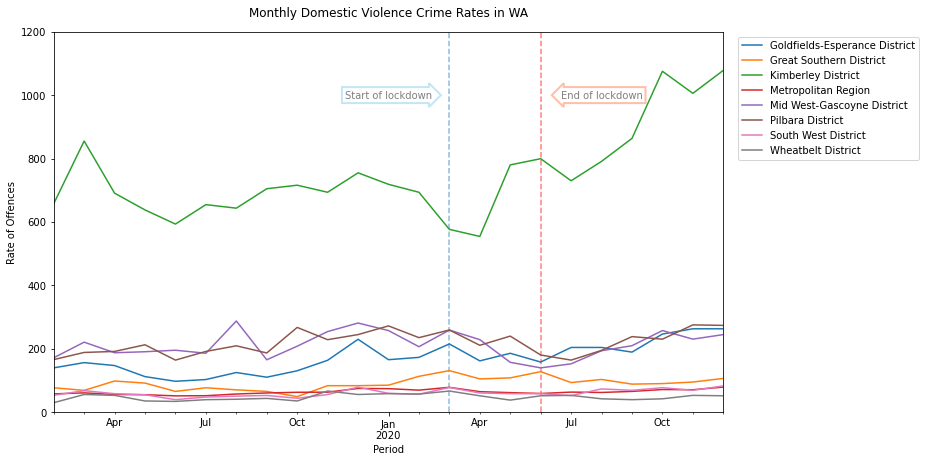 Monthly Domestic Violence Crime Rates in WA
1200
1000
800
600
400
200
0
Rate of Offences
Start of lockdown
End of lockdown
Apr
Jul
Oct
Jan
2020
Apr
Jul
Oct
Period
Goldfields-Esperance District
Great Southern District
Kimberley District
Metropolitan Region
Mid West-Gascoyne District
Pilbara District
South West District
Wheatbelt District